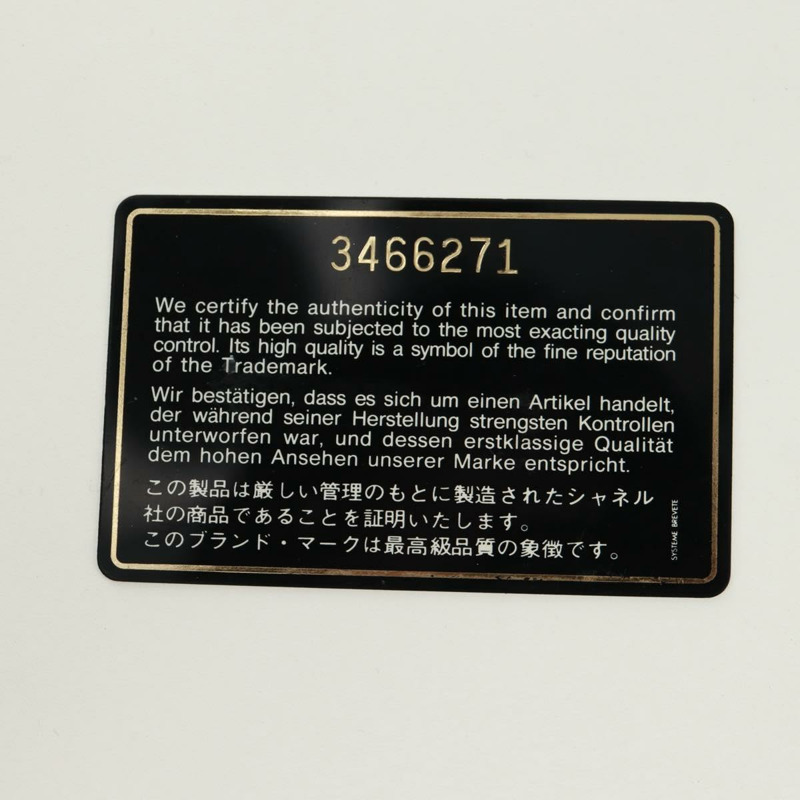 3466271
We certify the authenticity of this item and confirm
that it has been subjected to the most exacting quality
control. Its high quality is a symbol of the fine reputation
of the Trademark.
Wir bestätigen, dass es sich um einen Artikel handelt,
der während seiner Herstellung strengsten Kontrollen
unterworfen war, und dessen erstklassige Qualität
dem hohen Ansehen unserer Marke entspricht.
この製品は厳しい管理のもとに製造されたシャネル
社の商品であることを証明いたします。
このブランド・マークは最高級品質の象徴です。
SYSTEME BREVETE